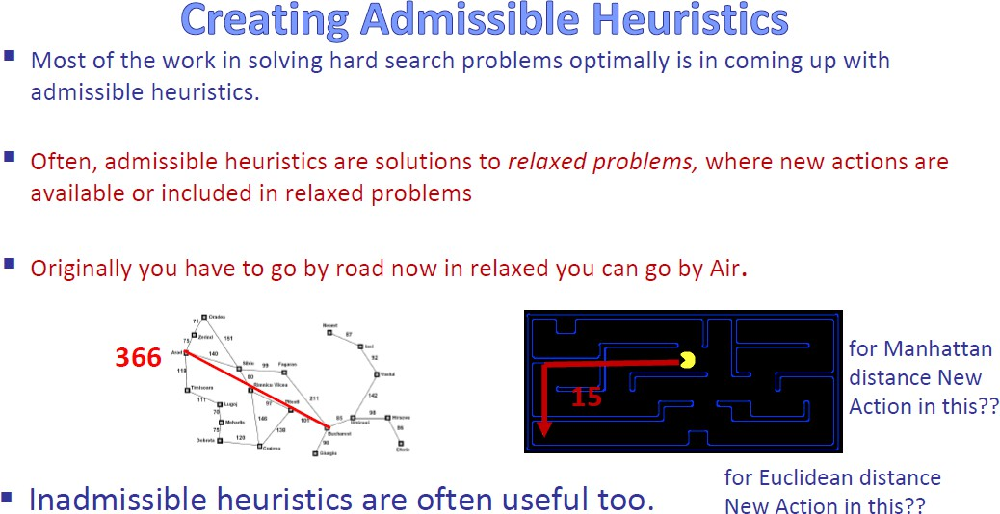 Creating Admissible Heuristics
▪ Most of the work in solving hard search problems optimally is in coming up with
admissible heuristics.
▪ Often, admissible heuristics are solutions to relaxed problems, where new actions are
available or included in relaxed problems
▪ Originally you have to go by road now in relaxed you can go by Air.
366
Oradea
71
Zerind
75
151
Arad
140
Sibiu
99
Fagaras
80
Rimnicu Vilcea
Timisoara
111
Lugoj
70
Mehadia
75
Dobreta
120
146
97
Pitesti
211
101
138
Craiova
Bucharest
90
Giurgiu
85
Urziceni
98
Hirsova
86
Eforie
142
Vaslui
92
Iasi
87
Neamt
15
for Manhattan
distance New
Action in this??
▪ Inadmissible heuristics are often useful too.
for Euclidean distance
New Action in this??